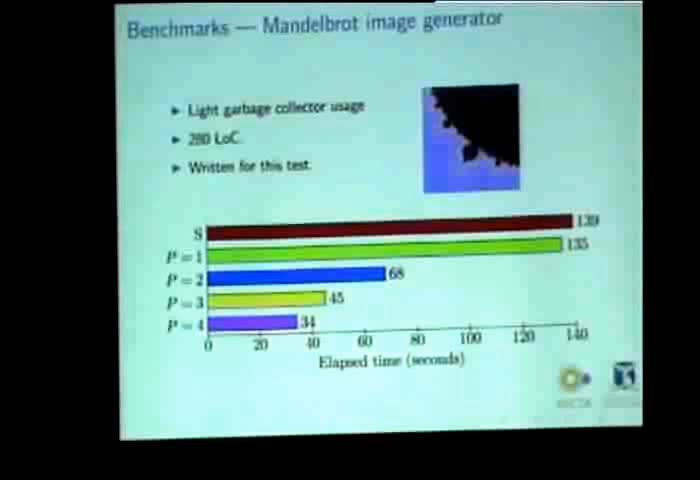 Benchmarks — Mandelbrot image generator
► Light garbage collector usage
► 280 LoC.
► Written for this test.
S 139
P = 1 135
P = 2 68
P = 3 45
P = 4 34
0 20 40 60 80 100 120 140
Elapsed time (seconds)